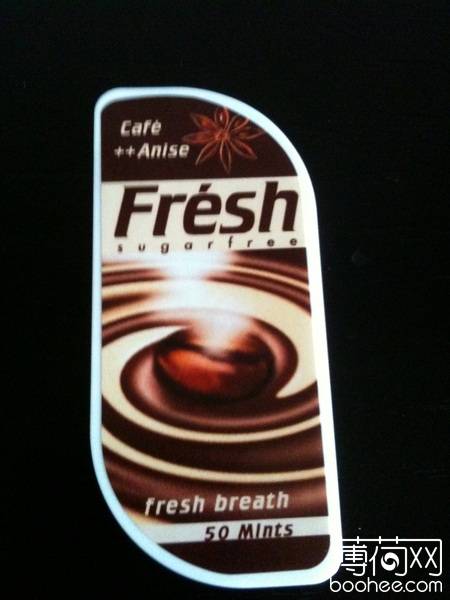 Café
++Anise
Frésh
sugarfree
fresh breath
50 Mints
薄荷网
boohee.com